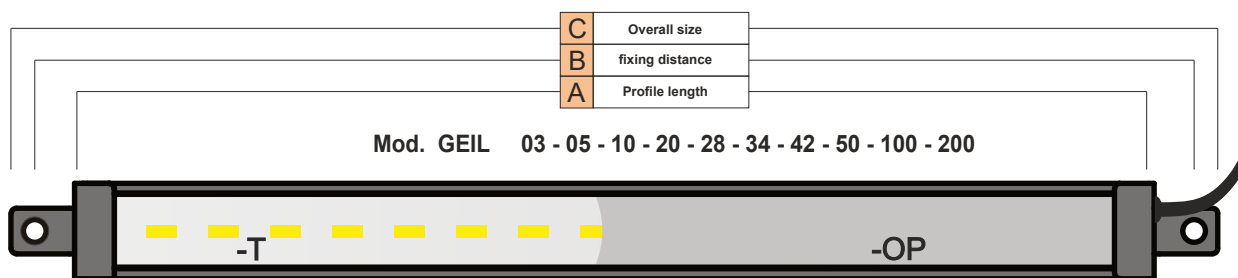 C Overall size
B fixing distance
A Profile length
Mod. GEIL 03 - 05 - 10 - 20 - 28 - 34 - 42 - 50 - 100 - 200
-T -OP